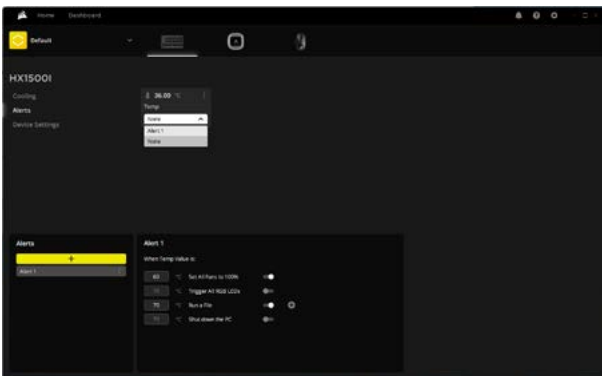 Home Dashboard
Default
HX1500I
Cooling
Alerts
Device Settings
36.00 °C
Temp
None
Alert 1
None
Alerts
+
Alert 1
Alert 1
When Temp Value is:
60 °C Set All Fans to 100%
°C Trigger All RGB LEDs
70 °C Run a File
°C Shut down the PC